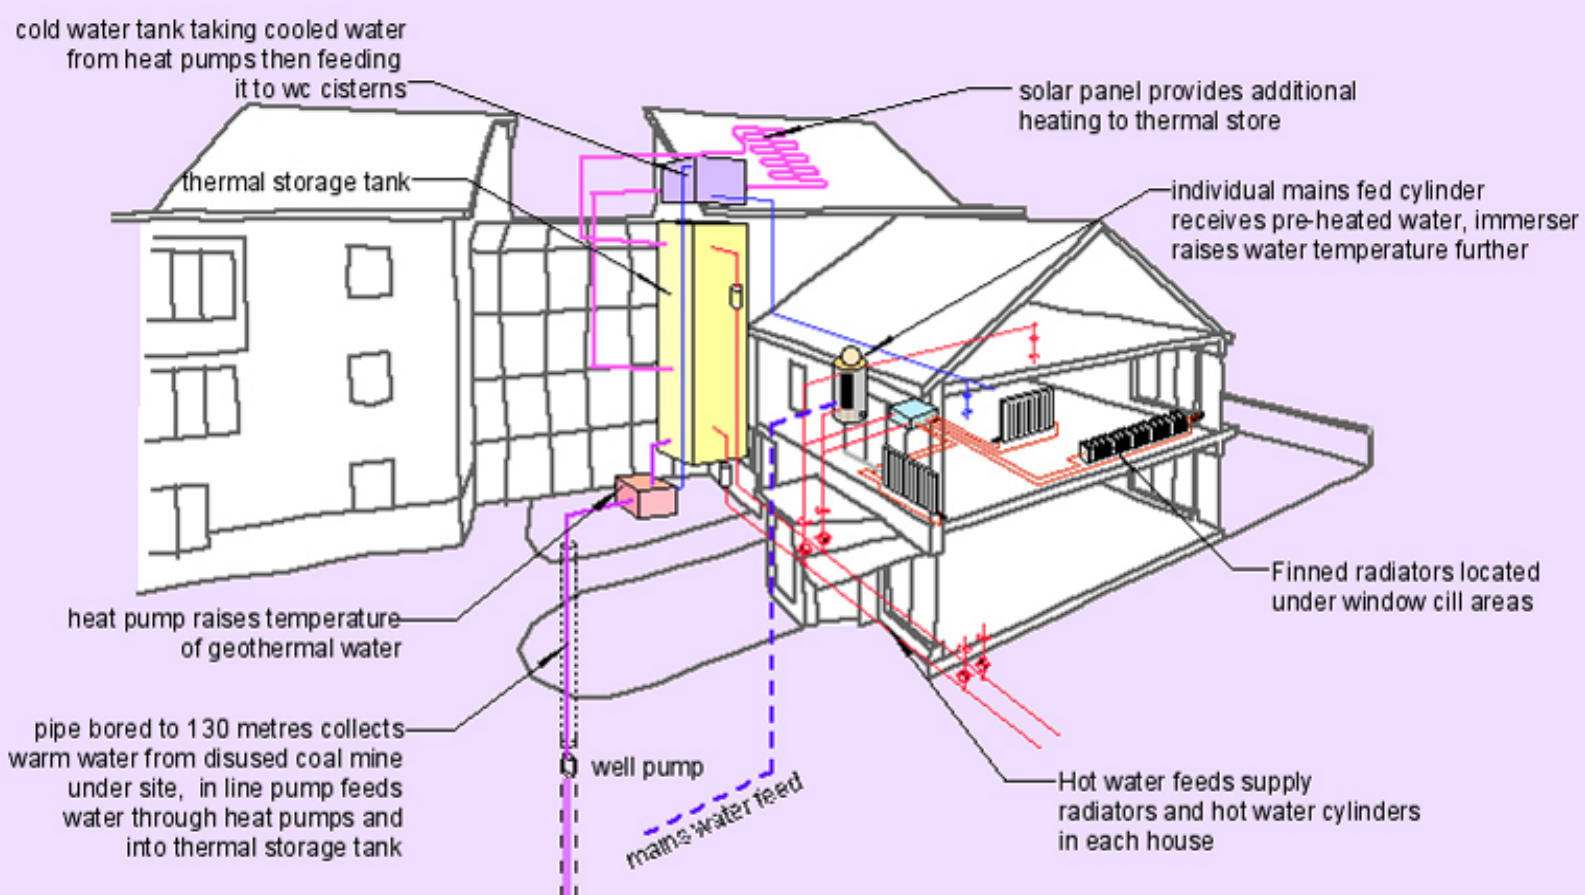 cold water tank taking cooled water
from heat pumps then feeding
it to wc cisterns
solar panel provides additional
heating to thermal store
thermal storage tank
individual mains fed cylinder
receives pre-heated water, immerser
raises water temperature further
heat pump raises temperature
of geothermal water
Finned radiators located
under window cill areas
pipe bored to 130 metres collects
warm water from disused coal mine
under site, in line pump feeds
water through heat pumps and
into thermal storage tank
well pump
mains water feed
Hot water feeds supply
radiators and hot water cylinders
in each house